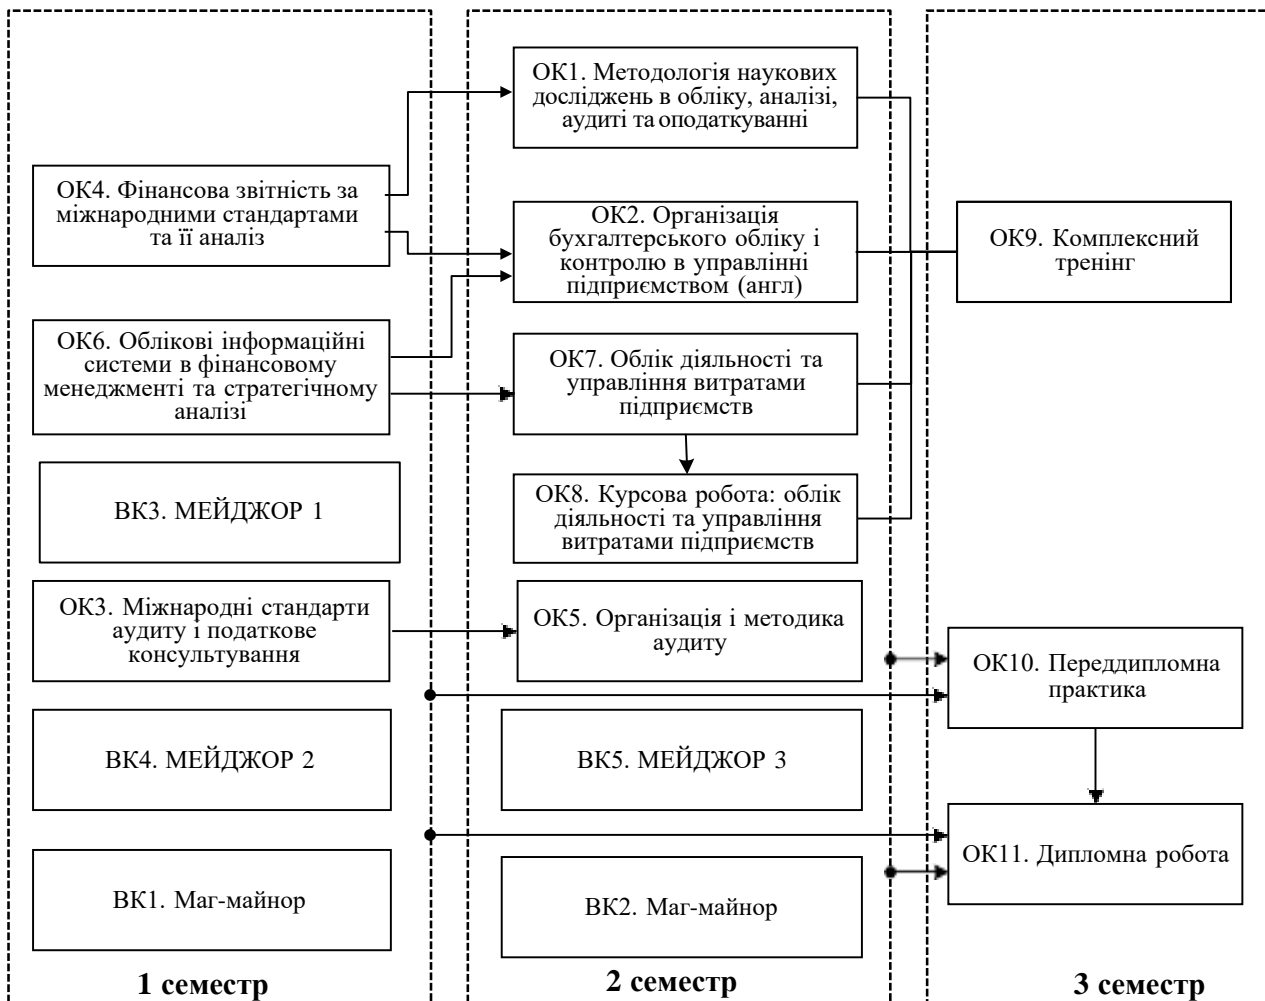 ОК4. Фінансова звітність за
міжнародними стандартами
та її аналіз
ОК6. Облікові інформаційні
системи в фінансовому
менеджменті та стратегічному
аналізі
ВК3. МЕЙДЖОР 1
ОК3. Міжнародні стандарти
аудиту і податкове
консультування
ВК4. МЕЙДЖОР 2
ВК1. Маг-майнор
1 семестр
ОК1. Методологія наукових
досліджень в обліку, аналізі,
аудиті та оподаткуванні
ОК2. Організація
бухгалтерського обліку і
контролю в управлінні
підприємством (англ)
ОК7. Облік діяльності та
управління витратами
підприємств
ОК8. Курсова робота: облік
діяльності та управління
витратами підприємств
ОК5. Організація і методика
аудиту
ВК5. МЕЙДЖОР 3
ВК2. Маг-майнор
2 семестр
ОК9. Комплексний
тренінг
ОК10. Переддипломна
практика
ОК11. Дипломна робота
3 семестр